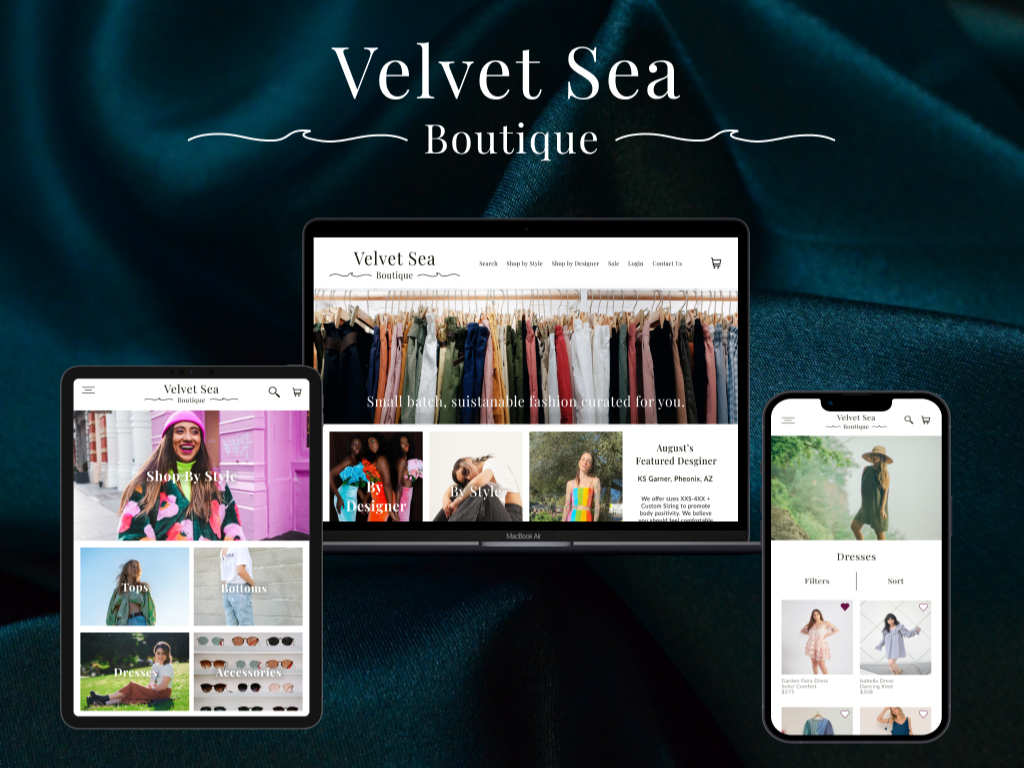 Velvet Sea
Boutique
Velvet Sea
Boutique
Search Shop by Style Shop by Designer Sale Login Contact Us
Small batch, suistanable fashion curated for you.
By
Designer
By Style
August's
Featured Desginer
KS Garner, Pheonix, AZ
We offer sizes XXS-4XX +
Custom Sizing to promote
body positivity. We believe
you should feel comfortable
MacBook Air
Velvet Sea
Boutique
Shop By Style
Tops
Bottoms
Dresses
Accessories
Velvet Sea
Boutique
Dresses
Filters
Sort
Garden Fairy Dress
Selkie Comfort
$275
Isabella Dress
Dancing Kind
$208